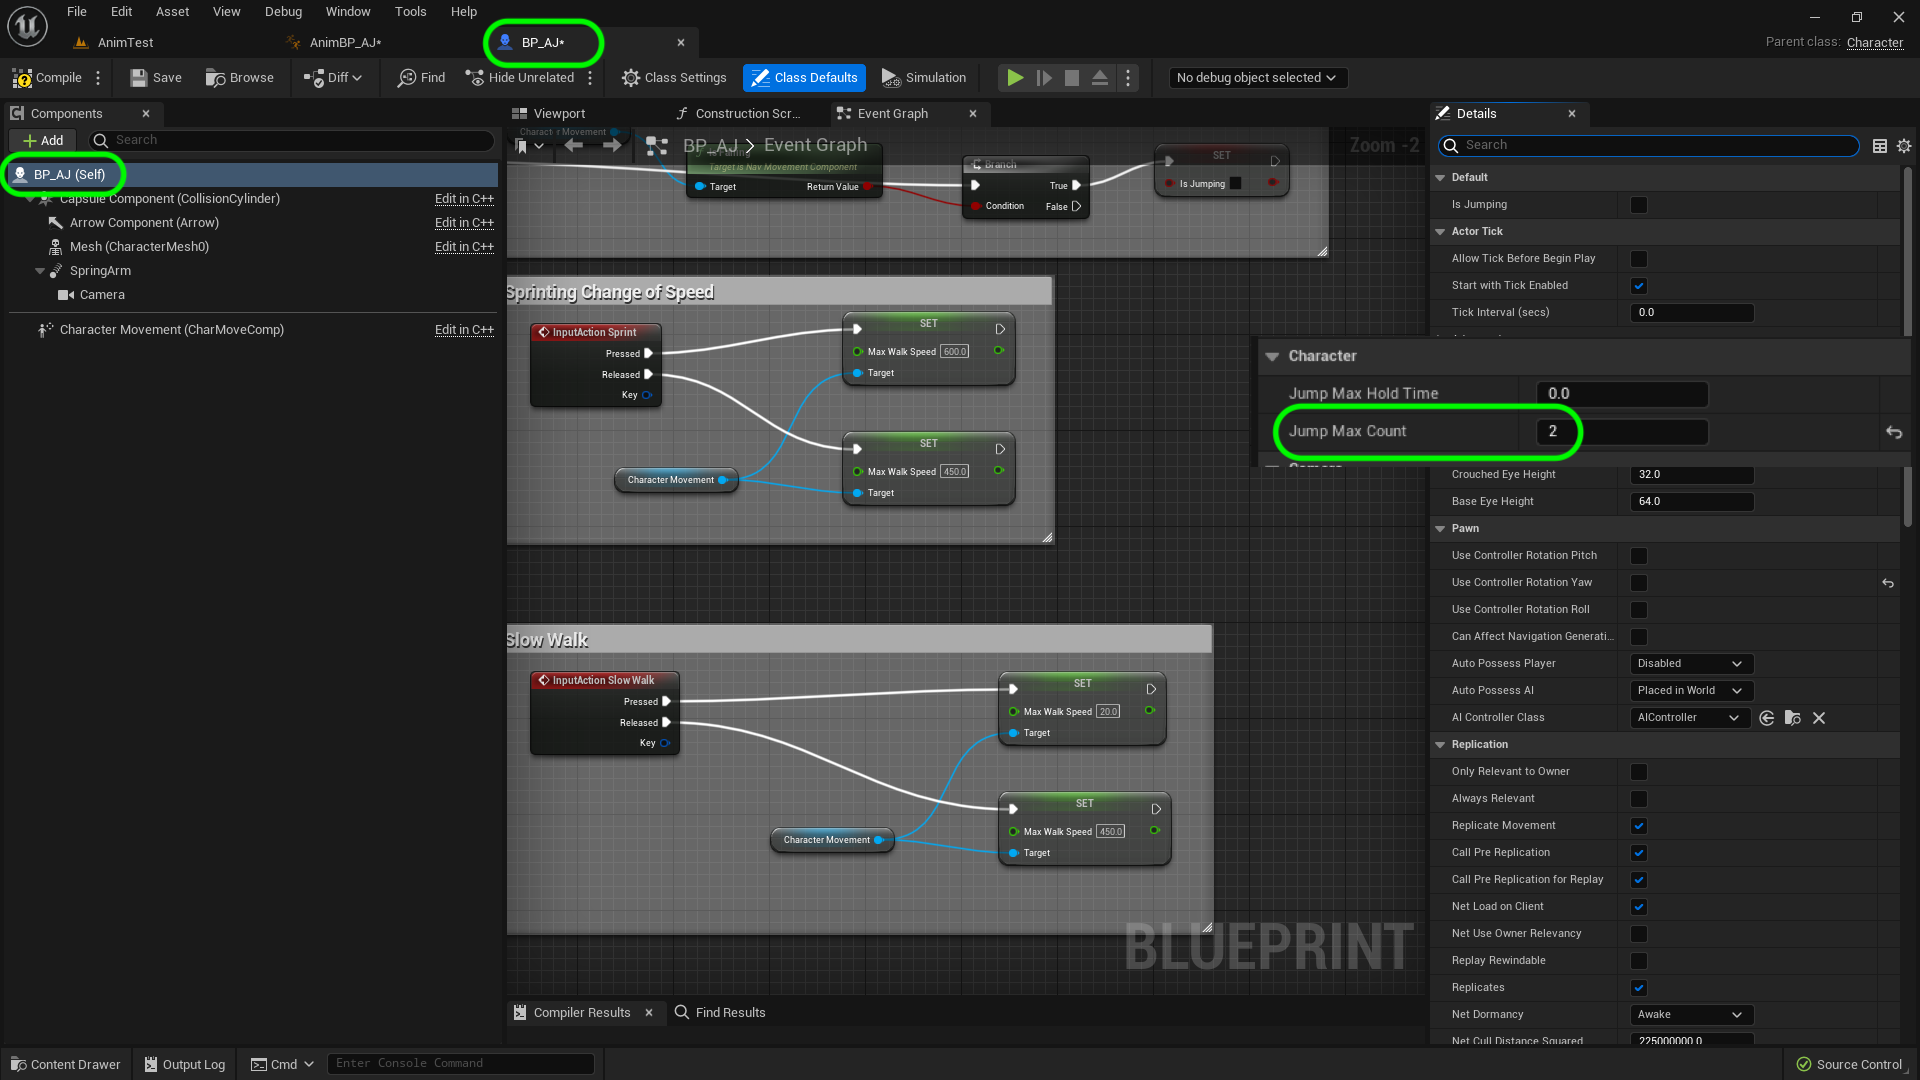 File Edit Asset View Debug Window Tools Help
AnimTest
AnimBP_AJ*
BP_AJ*
Parent class: Character
Compile
Save
Browse
Diff
Find
Hide Unrelated
Class Settings
Class Defaults
Simulation
No debug object selected
Components
Add
Search
BP_AJ (Self)
Capsule Component (CollisionCylinder) Edit in C++
Arrow Component (Arrow) Edit in C++
Mesh (CharacterMesh0) Edit in C++
SpringArm
Camera
Character Movement (CharMoveComp) Edit in C++
Viewport
Construction Scr...
Event Graph
BP_AJ > Event Graph
Zoom -2
Character Movement
Is Falling
Target is Nav Movement Component
Target Return Value
Branch
True
Condition False
SET
Is Jumping
Sprinting Change of Speed
InputAction Sprint
Pressed
Released
Key
SET
Max Walk Speed 600.0
Target
SET
Max Walk Speed 450.0
Target
Character Movement
Slow Walk
InputAction Slow Walk
Pressed
Released
Key
SET
Max Walk Speed 20.0
Target
SET
Max Walk Speed 450.0
Target
Character Movement
BLUEPRINT
Compiler Results
Find Results
Details
Search
Default
Is Jumping
Actor Tick
Allow Tick Before Begin Play
Start with Tick Enabled
Tick Interval (secs) 0.0
Character
Jump Max Hold Time 0.0
Jump Max Count 2
Camera
Crouched Eye Height 32.0
Base Eye Height 64.0
Pawn
Use Controller Rotation Pitch
Use Controller Rotation Yaw
Use Controller Rotation Roll
Can Affect Navigation Generati...
Auto Possess Player Disabled
Auto Possess AI Placed in World
AI Controller Class AIController
Replication
Only Relevant to Owner
Always Relevant
Replicate Movement
Call Pre Replication
Call Pre Replication for Replay
Net Load on Client
Net Use Owner Relevancy
Replay Rewindable
Replicates
Net Dormancy Awake
Net Cull Distance Squared 225000000.0
Content Drawer
Output Log
Cmd
Enter Console Command
Source Control